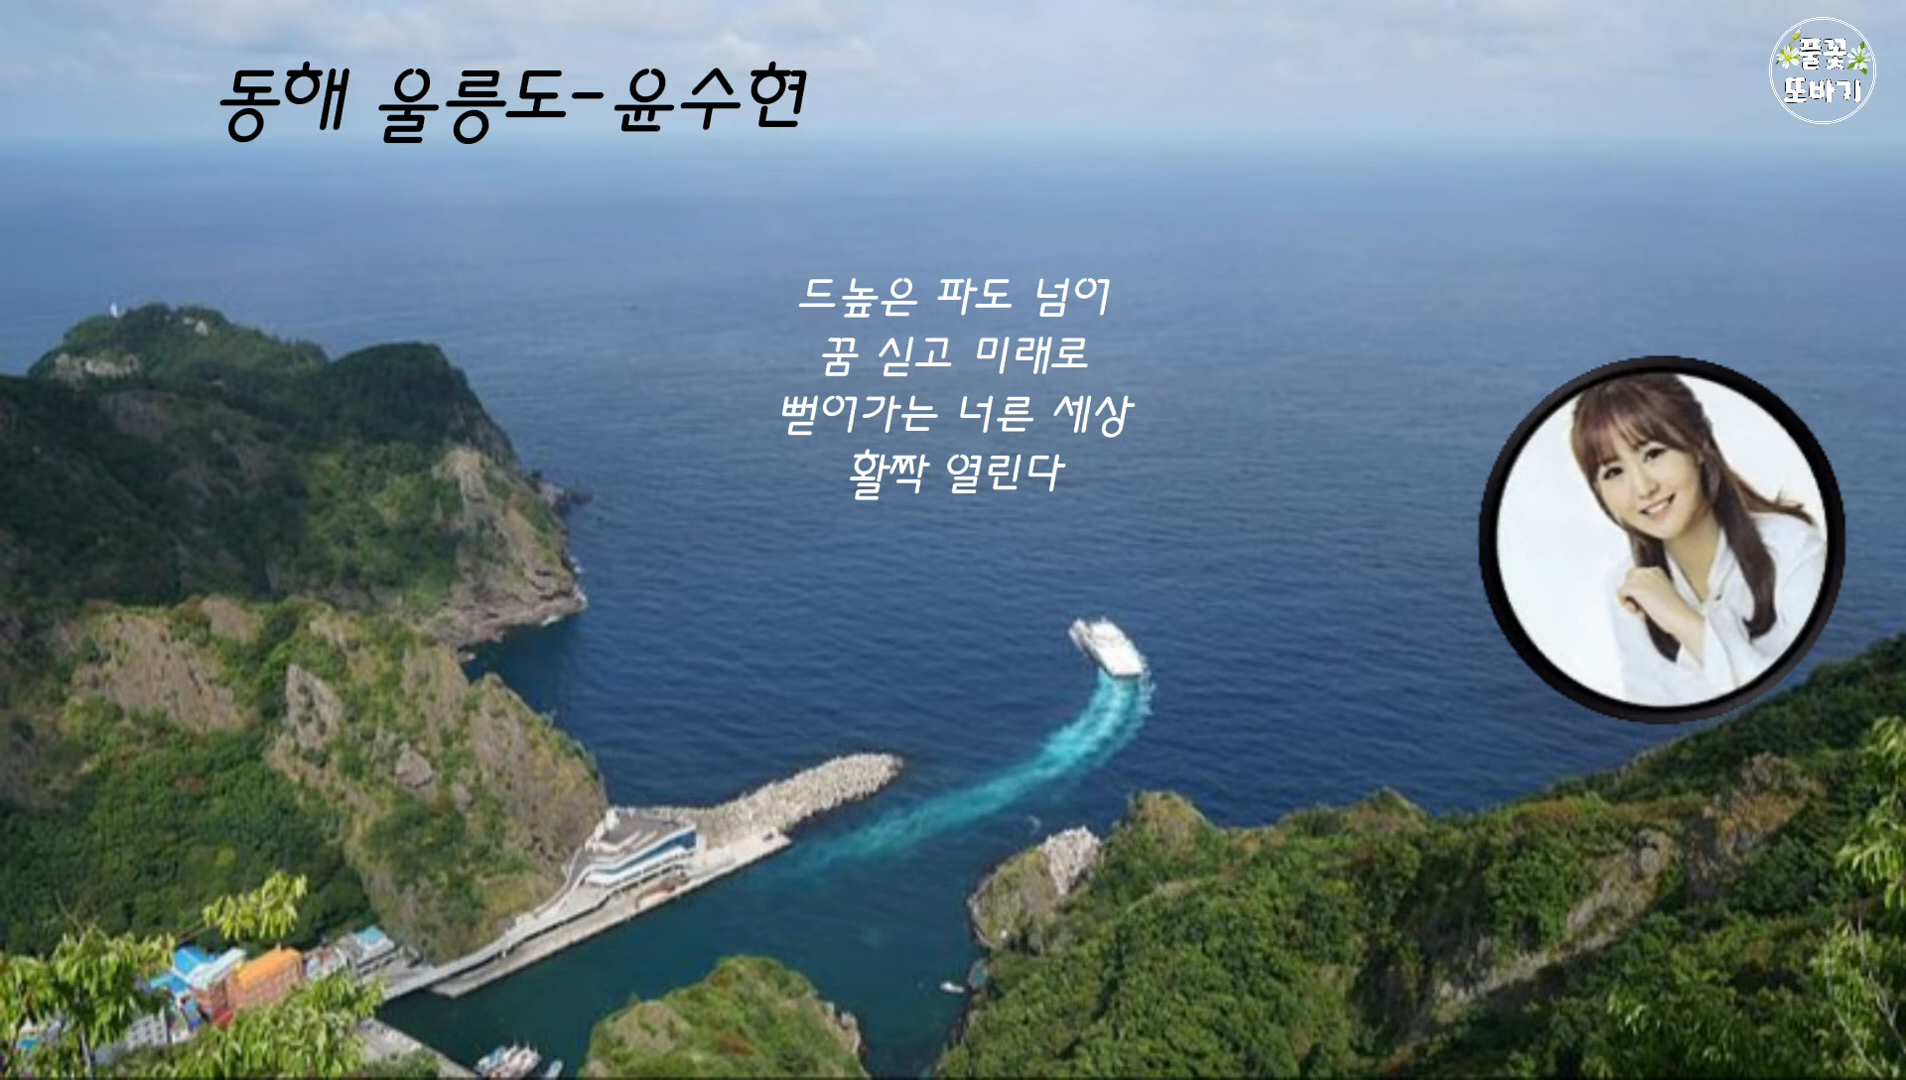 동해 울릉도-윤수현
풀꽃
또바기
드높은 파도 넘어
꿈 싣고 미래로
뻗어가는 너른 세상
활짝 열린다